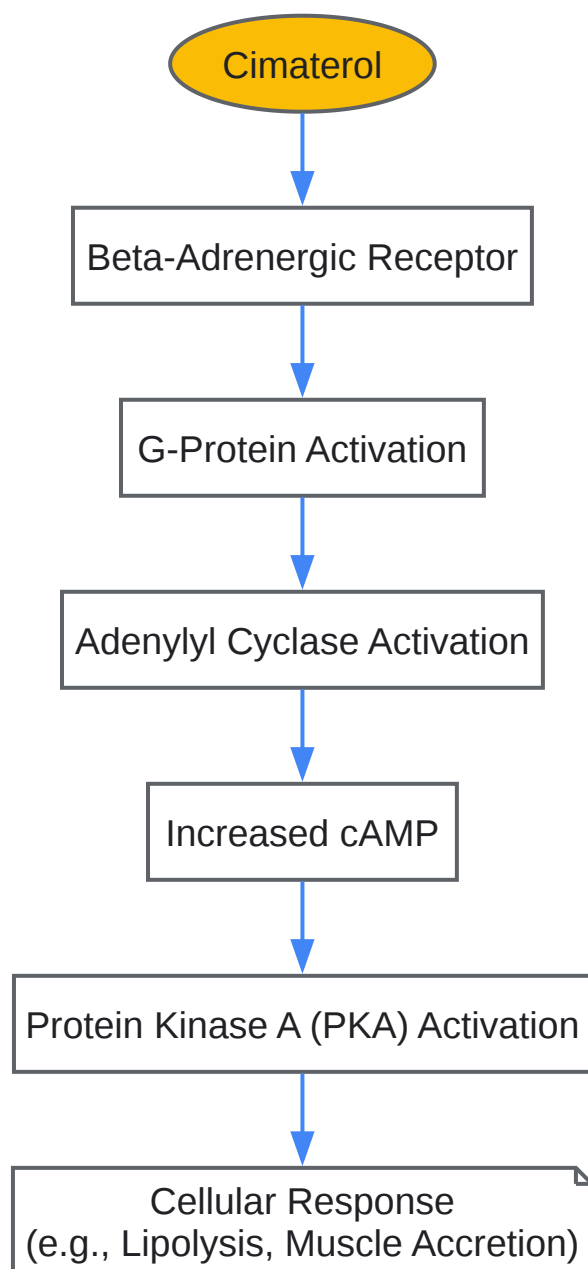 Cimaterol
Beta-Adrenergic Receptor
G-Protein Activation
Adenylyl Cyclase Activation
Increased cAMP
Protein Kinase A (PKA) Activation
Cellular Response
(e.g., Lipolysis, Muscle Accretion)